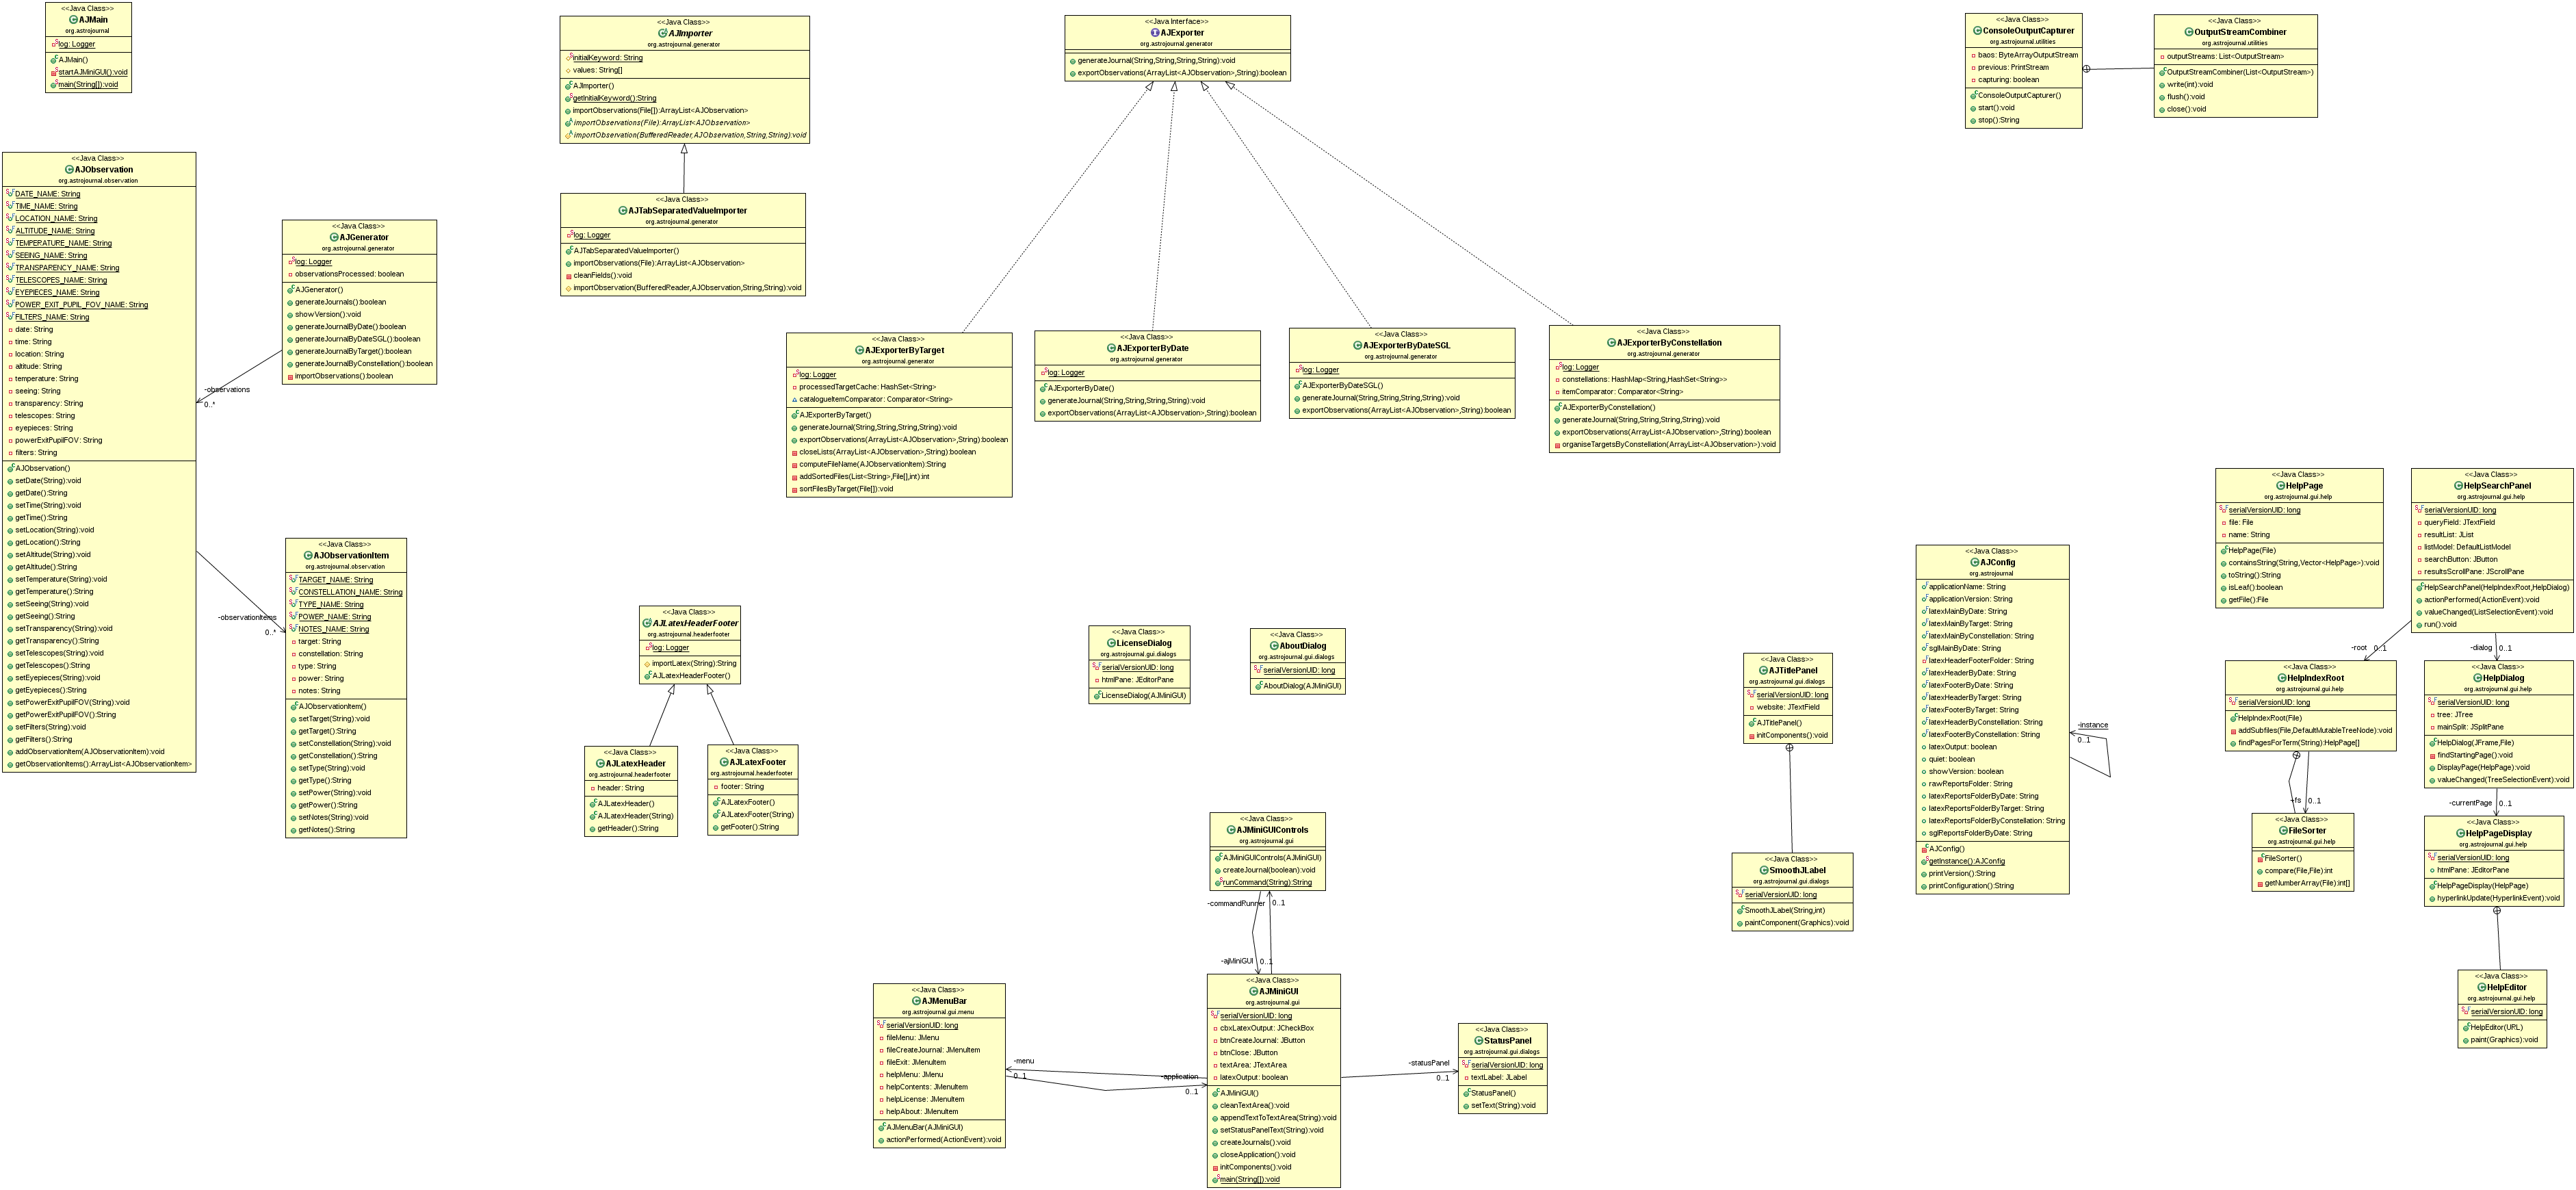 <<Java Class>>
AJMain
org.astrojournal
log: Logger
AJMain()
startAJMiniGUI():void
main(String[]):void
<<Java Class>>
AJImporter
org.astrojournal.generator
initialKeyword: String
values: String[]
AJImporter()
getInitialKeyword():String
importObservations(File[]):ArrayList<AJObservation>
importObservations(File):ArrayList<AJObservation>
importObservation(BufferedReader,AJObservation,String,String):void
<<Java Interface>>
AJExporter
org.astrojournal.generator
generateJournal(String,String,String,String):void
exportObservations(ArrayList<AJObservation>,String):boolean
<<Java Class>>
ConsoleOutputCapturer
org.astrojournal.utilities
baos: ByteArrayOutputStream
previous: PrintStream
capturing: boolean
ConsoleOutputCapturer()
start():void
stop():String
<<Java Class>>
OutputStreamCombiner
org.astrojournal.utilities
outputStreams: List<OutputStream>
OutputStreamCombiner(List<OutputStream>)
write(int):void
flush():void
close():void
<<Java Class>>
AJObservation
org.astrojournal.observation
DATE_NAME: String
TIME_NAME: String
LOCATION_NAME: String
ALTITUDE_NAME: String
TEMPERATURE_NAME: String
SEEING_NAME: String
TRANSPARENCY_NAME: String
TELESCOPES_NAME: String
EYEPIECES_NAME: String
POWER_EXIT_PUPIL_FOV_NAME: String
FILTERS_NAME: String
date: String
time: String
location: String
altitude: String
temperature: String
seeing: String
transparency: String
telescopes: String
eyepieces: String
powerExitPupilFOV: String
filters: String
AJObservation()
setDate(String):void
getDate():String
setTime(String):void
getTime():String
setLocation(String):void
getLocation():String
setAltitude(String):void
getAltitude():String
setTemperature(String):void
getTemperature():String
setSeeing(String):void
getSeeing():String
setTransparency(String):void
getTransparency():String
setTelescopes(String):void
getTelescopes():String
setEyepieces(String):void
getEyepieces():String
setPowerExitPupilFOV(String):void
getPowerExitPupilFOV():String
setFilters(String):void
getFilters():String
addObservationItem(AJObservationItem):void
getObservationItems():ArrayList<AJObservationItem>
<<Java Class>>
AJGenerator
org.astrojournal.generator
log: Logger
observationsProcessed: boolean
AJGenerator()
generateJournals():boolean
showVersion():void
generateJournalByDate():boolean
generateJournalByDateSGL():boolean
generateJournalByTarget():boolean
generateJournalByConstellation():boolean
importObservations():boolean
-observations
0..*
<<Java Class>>
AJTabSeparatedValueImporter
org.astrojournal.generator
log: Logger
AJTabSeparatedValueImporter()
importObservations(File):ArrayList<AJObservation>
cleanFields():void
importObservation(BufferedReader,AJObservation,String,String):void
<<Java Class>>
AJExporterByTarget
org.astrojournal.generator
log: Logger
processedTargetCache: HashSet<String>
catalogueItemComparator: Comparator<String>
AJExporterByTarget()
generateJournal(String,String,String,String):void
exportObservations(ArrayList<AJObservation>,String):boolean
closeLists(ArrayList<AJObservation>,String):boolean
computeFileName(AJObservationItem):String
addSortedFiles(List<String>,File[],int):int
sortFilesByTarget(File[]):void
<<Java Class>>
AJExporterByDate
org.astrojournal.generator
log: Logger
AJExporterByDate()
generateJournal(String,String,String,String):void
exportObservations(ArrayList<AJObservation>,String):boolean
<<Java Class>>
AJExporterByDateSGL
org.astrojournal.generator
log: Logger
AJExporterByDateSGL()
generateJournal(String,String,String,String):void
exportObservations(ArrayList<AJObservation>,String):boolean
<<Java Class>>
AJExporterByConstellation
org.astrojournal.generator
log: Logger
constellations: HashMap<String,HashSet<String>>
itemComparator: Comparator<String>
AJExporterByConstellation()
generateJournal(String,String,String,String):void
exportObservations(ArrayList<AJObservation>,String):boolean
organiseTargetsByConstellation(ArrayList<AJObservation>):void
<<Java Class>>
AJObservationItem
org.astrojournal.observation
TARGET_NAME: String
CONSTELLATION_NAME: String
TYPE_NAME: String
POWER_NAME: String
NOTES_NAME: String
target: String
constellation: String
type: String
power: String
notes: String
AJObservationItem()
setTarget(String):void
getTarget():String
setConstellation(String):void
getConstellation():String
setType(String):void
getType():String
setPower(String):void
getPower():String
setNotes(String):void
getNotes():String
-observationItems
0..*
<<Java Class>>
AJLatexHeaderFooter
org.astrojournal.headerfooter
log: Logger
importLatex(String):String
AJLatexHeaderFooter()
<<Java Class>>
AJLatexHeader
org.astrojournal.headerfooter
header: String
AJLatexHeader()
AJLatexHeader(String)
getHeader():String
<<Java Class>>
AJLatexFooter
org.astrojournal.headerfooter
footer: String
AJLatexFooter()
AJLatexFooter(String)
getFooter():String
<<Java Class>>
LicenseDialog
org.astrojournal.gui.dialogs
serialVersionUID: long
htmlPane: JEditorPane
LicenseDialog(AJMiniGUI)
<<Java Class>>
AboutDialog
org.astrojournal.gui.dialogs
serialVersionUID: long
AboutDialog(AJMiniGUI)
<<Java Class>>
AJTitlePanel
org.astrojournal.gui.dialogs
serialVersionUID: long
website: JTextField
AJTitlePanel()
initComponents():void
<<Java Class>>
SmoothJLabel
org.astrojournal.gui.dialogs
serialVersionUID: long
SmoothJLabel(String,int)
paintComponent(Graphics):void
<<Java Class>>
AJConfig
org.astrojournal
applicationName: String
applicationVersion: String
latexMainByDate: String
latexMainByTarget: String
latexMainByConstellation: String
sglMainByDate: String
latexHeaderFooterFolder: String
latexHeaderByDate: String
latexFooterByDate: String
latexHeaderByTarget: String
latexFooterByTarget: String
latexHeaderByConstellation: String
latexFooterByConstellation: String
latexOutput: boolean
quiet: boolean
showVersion: boolean
rawReportsFolder: String
latexReportsFolderByDate: String
latexReportsFolderByTarget: String
latexReportsFolderByConstellation: String
sglReportsFolderByDate: String
AJConfig()
getInstance():AJConfig
printVersion():String
printConfiguration():String
-instance
0..1
<<Java Class>>
HelpPage
org.astrojournal.gui.help
serialVersionUID: long
file: File
name: String
HelpPage(File)
containsString(String,Vector<HelpPage>):void
toString():String
isLeaf():boolean
getFile():File
<<Java Class>>
HelpSearchPanel
org.astrojournal.gui.help
serialVersionUID: long
queryField: JTextField
resultList: JList
listModel: DefaultListModel
searchButton: JButton
resultsScrollPane: JScrollPane
HelpSearchPanel(HelpIndexRoot,HelpDialog)
actionPerformed(ActionEvent):void
valueChanged(ListSelectionEvent):void
run():void
-root
0..1
-dialog
0..1
<<Java Class>>
HelpIndexRoot
org.astrojournal.gui.help
serialVersionUID: long
HelpIndexRoot(File)
addSubfiles(File,DefaultMutableTreeNode):void
findPagesForTerm(String):HelpPage[]
<<Java Class>>
HelpDialog
org.astrojournal.gui.help
serialVersionUID: long
tree: JTree
mainSplit: JSplitPane
HelpDialog(JFrame,File)
findStartingPage():void
DisplayPage(HelpPage):void
valueChanged(TreeSelectionEvent):void
-fs
0..1
-currentPage
0..1
<<Java Class>>
FileSorter
org.astrojournal.gui.help
FileSorter()
compare(File,File):int
getNumberArray(File):int[]
<<Java Class>>
HelpPageDisplay
org.astrojournal.gui.help
serialVersionUID: long
htmlPane: JEditorPane
HelpPageDisplay(HelpPage)
hyperlinkUpdate(HyperlinkEvent):void
<<Java Class>>
HelpEditor
org.astrojournal.gui.help
serialVersionUID: long
HelpEditor(URL)
paint(Graphics):void
<<Java Class>>
AJMiniGUIControls
org.astrojournal.gui
AJMiniGUIControls(AJMiniGUI)
createJournal(boolean):void
runCommand(String):String
-commandRunner
0..1
-ajMiniGUI
0..1
<<Java Class>>
AJMenuBar
org.astrojournal.gui.menu
serialVersionUID: long
fileMenu: JMenu
fileCreateJournal: JMenuItem
fileExit: JMenuItem
helpMenu: JMenu
helpContents: JMenuItem
helpLicense: JMenuItem
helpAbout: JMenuItem
AJMenuBar(AJMiniGUI)
actionPerformed(ActionEvent):void
-menu
0..1
-application
0..1
<<Java Class>>
AJMiniGUI
org.astrojournal.gui
serialVersionUID: long
cbxLatexOutput: JCheckBox
btnCreateJournal: JButton
btnClose: JButton
textArea: JTextArea
latexOutput: boolean
AJMiniGUI()
cleanTextArea():void
appendTextToTextArea(String):void
setStatusPanelText(String):void
createJournals():void
closeApplication():void
initComponents():void
main(String[]):void
-statusPanel
0..1
<<Java Class>>
StatusPanel
org.astrojournal.gui.dialogs
serialVersionUID: long
textLabel: JLabel
StatusPanel()
setText(String):void